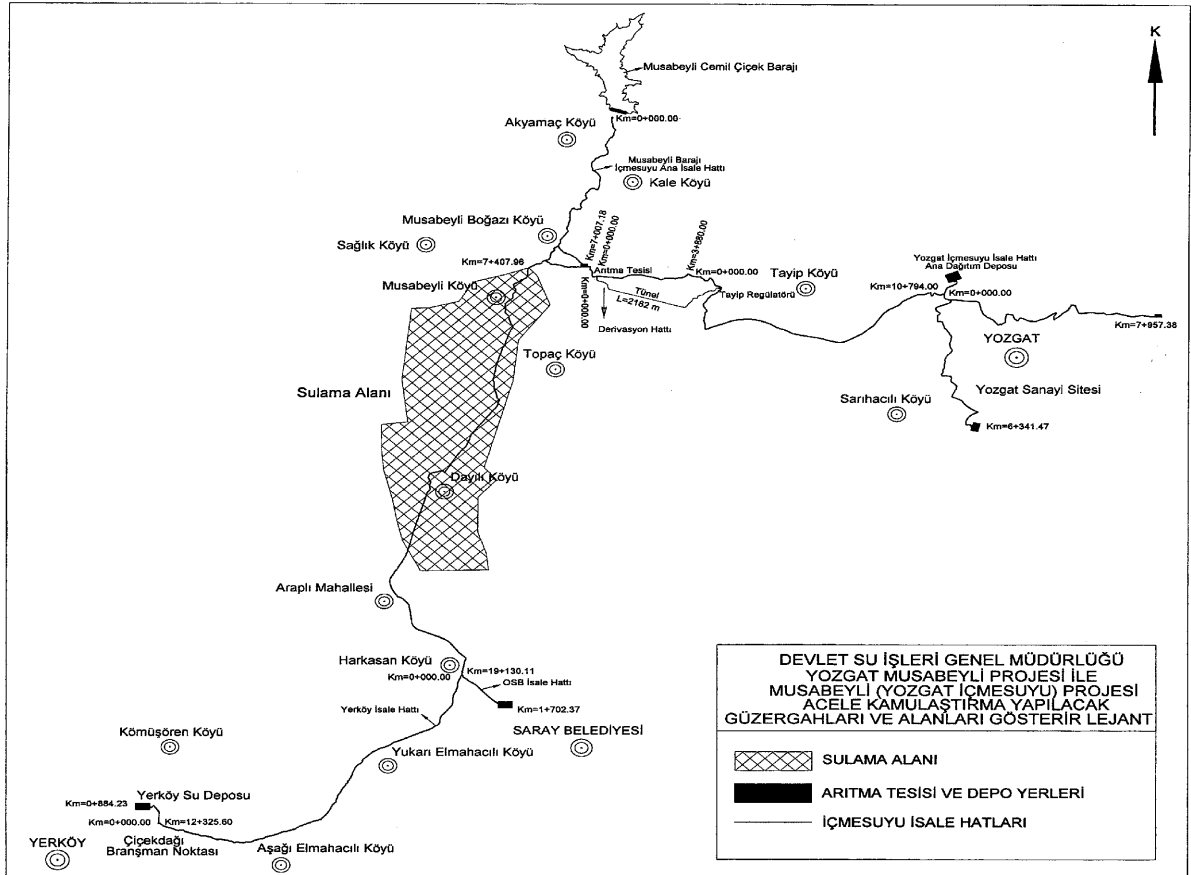 K
Musabeyli Cemil Çiçek Barajı
Km=0+000.00
Akyamaç Köyü
Musabeyli Barajı
İçmesuyu Ana İsale Hattı
Kale Köyü
Musabeyli Boğazı Köyü
Sağlık Köyü
Km=7+407.96
Km=7+007.18
Km=0+000.00
Km=3+880.00
Arıtma Tesisi
Km=0+000.00
Tayip Köyü
Tünel
L=2182 m
Tayip Regülatörü
Km=0+000.00
Derivasyon Hattı
Yozgat İçmesuyu İsale Hattı
Ana Dağıtım Deposu
Km=10+794.00
Km=0+000.00
Km=7+957.38
YOZGAT
Musabeyli Köyü
Topaç Köyü
Sulama Alanı
Yozgat Sanayi Sitesi
Sarıhacılı Köyü
Km=6+341.47
Dayılı Köyü
Araplı Mahallesi
Harkasan Köyü
Km=0+000.00
Km=19+130.11
OSB İsale Hattı
Km=1+702.37
Yerköy İsale Hattı
SARAY BELEDİYESİ
Kömüşören Köyü
Yukarı Elmahacılı Köyü
Yerköy Su Deposu
Km=0+884.23
Km=0+000.00
Km=12+325.60
Çiçekdağı
Branşman Noktası
YERKÖY
Aşağı Elmahacılı Köyü
DEVLET SU İŞLERİ GENEL MÜDÜRLÜĞÜ
YOZGAT MUSABEYLİ PROJESİ İLE
MUSABEYLİ (YOZGAT İÇMESUYU) PROJESİ
ACELE KAMULAŞTIRMA YAPILACAK
GÜZERGAHLARI VE ALANLARI GÖSTERİR LEJANT
SULAMA ALANI
ARITMA TESİSİ VE DEPO YERLERİ
İÇMESUYU İSALE HATLARI